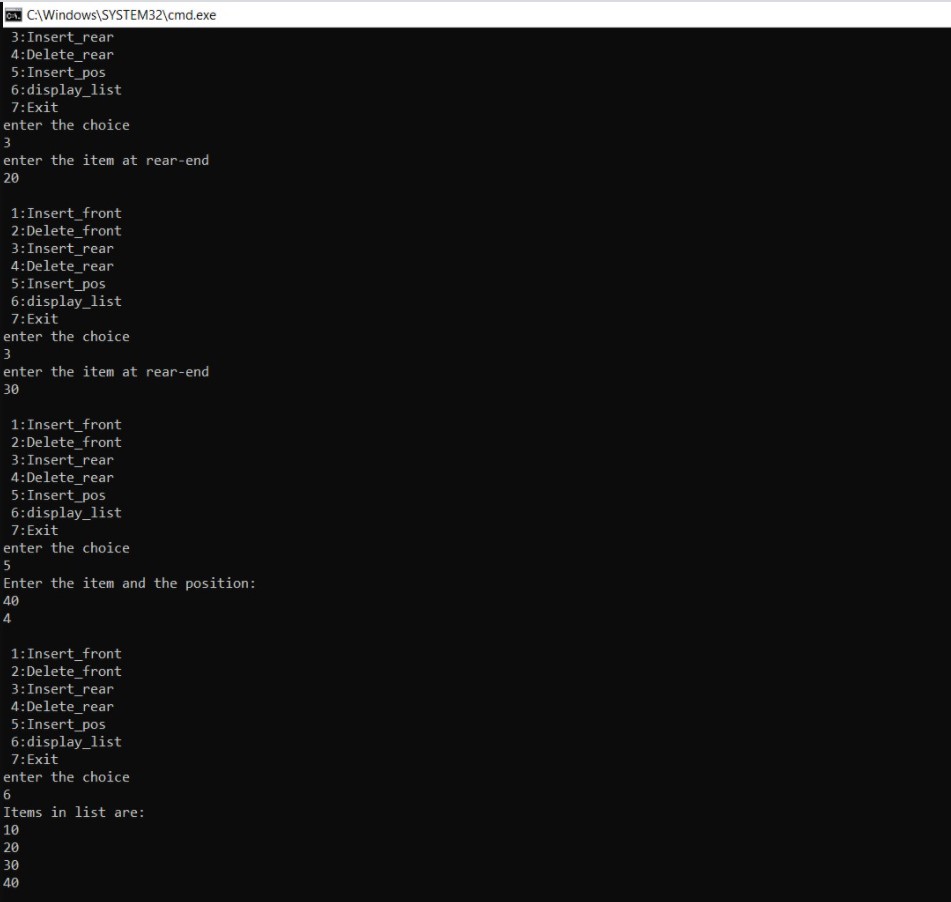 C:\Windows\SYSTEM32\cmd.exe
3:Insert_rear
4:Delete_rear
5:Insert_pos
6:display_list
7:Exit
enter the choice
3
enter the item at rear-end
20
1:Insert_front
2:Delete_front
3:Insert_rear
4:Delete_rear
5:Insert_pos
6:display_list
7:Exit
enter the choice
3
enter the item at rear-end
30
1:Insert_front
2:Delete_front
3:Insert_rear
4:Delete_rear
5:Insert_pos
6:display_list
7:Exit
enter the choice
5
Enter the item and the position:
40
4
1:Insert_front
2:Delete_front
3:Insert_rear
4:Delete_rear
5:Insert_pos
6:display_list
7:Exit
enter the choice
6
Items in list are:
10
20
30
40